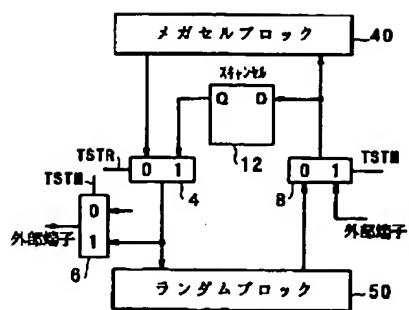 メガセルブロック 40
スキャンセル
Q D
12
TSTR 0 1
4
TSTM
0 1 TSTM
8
0
1
外部端子
6
外部端子
ランダムブロック 50